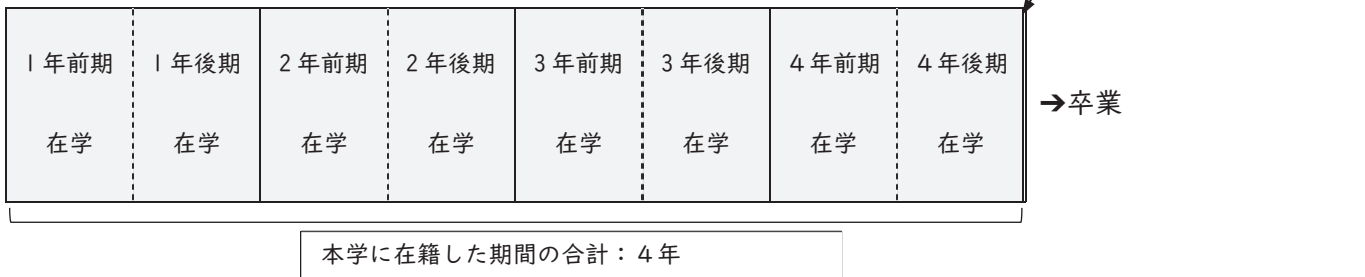 1年前期 1年後期 2年前期 2年後期 3年前期 3年後期 4年前期 4年後期
在学 在学 在学 在学 在学 在学 在学 在学
➔卒業
本学に在籍した期間の合計：4年